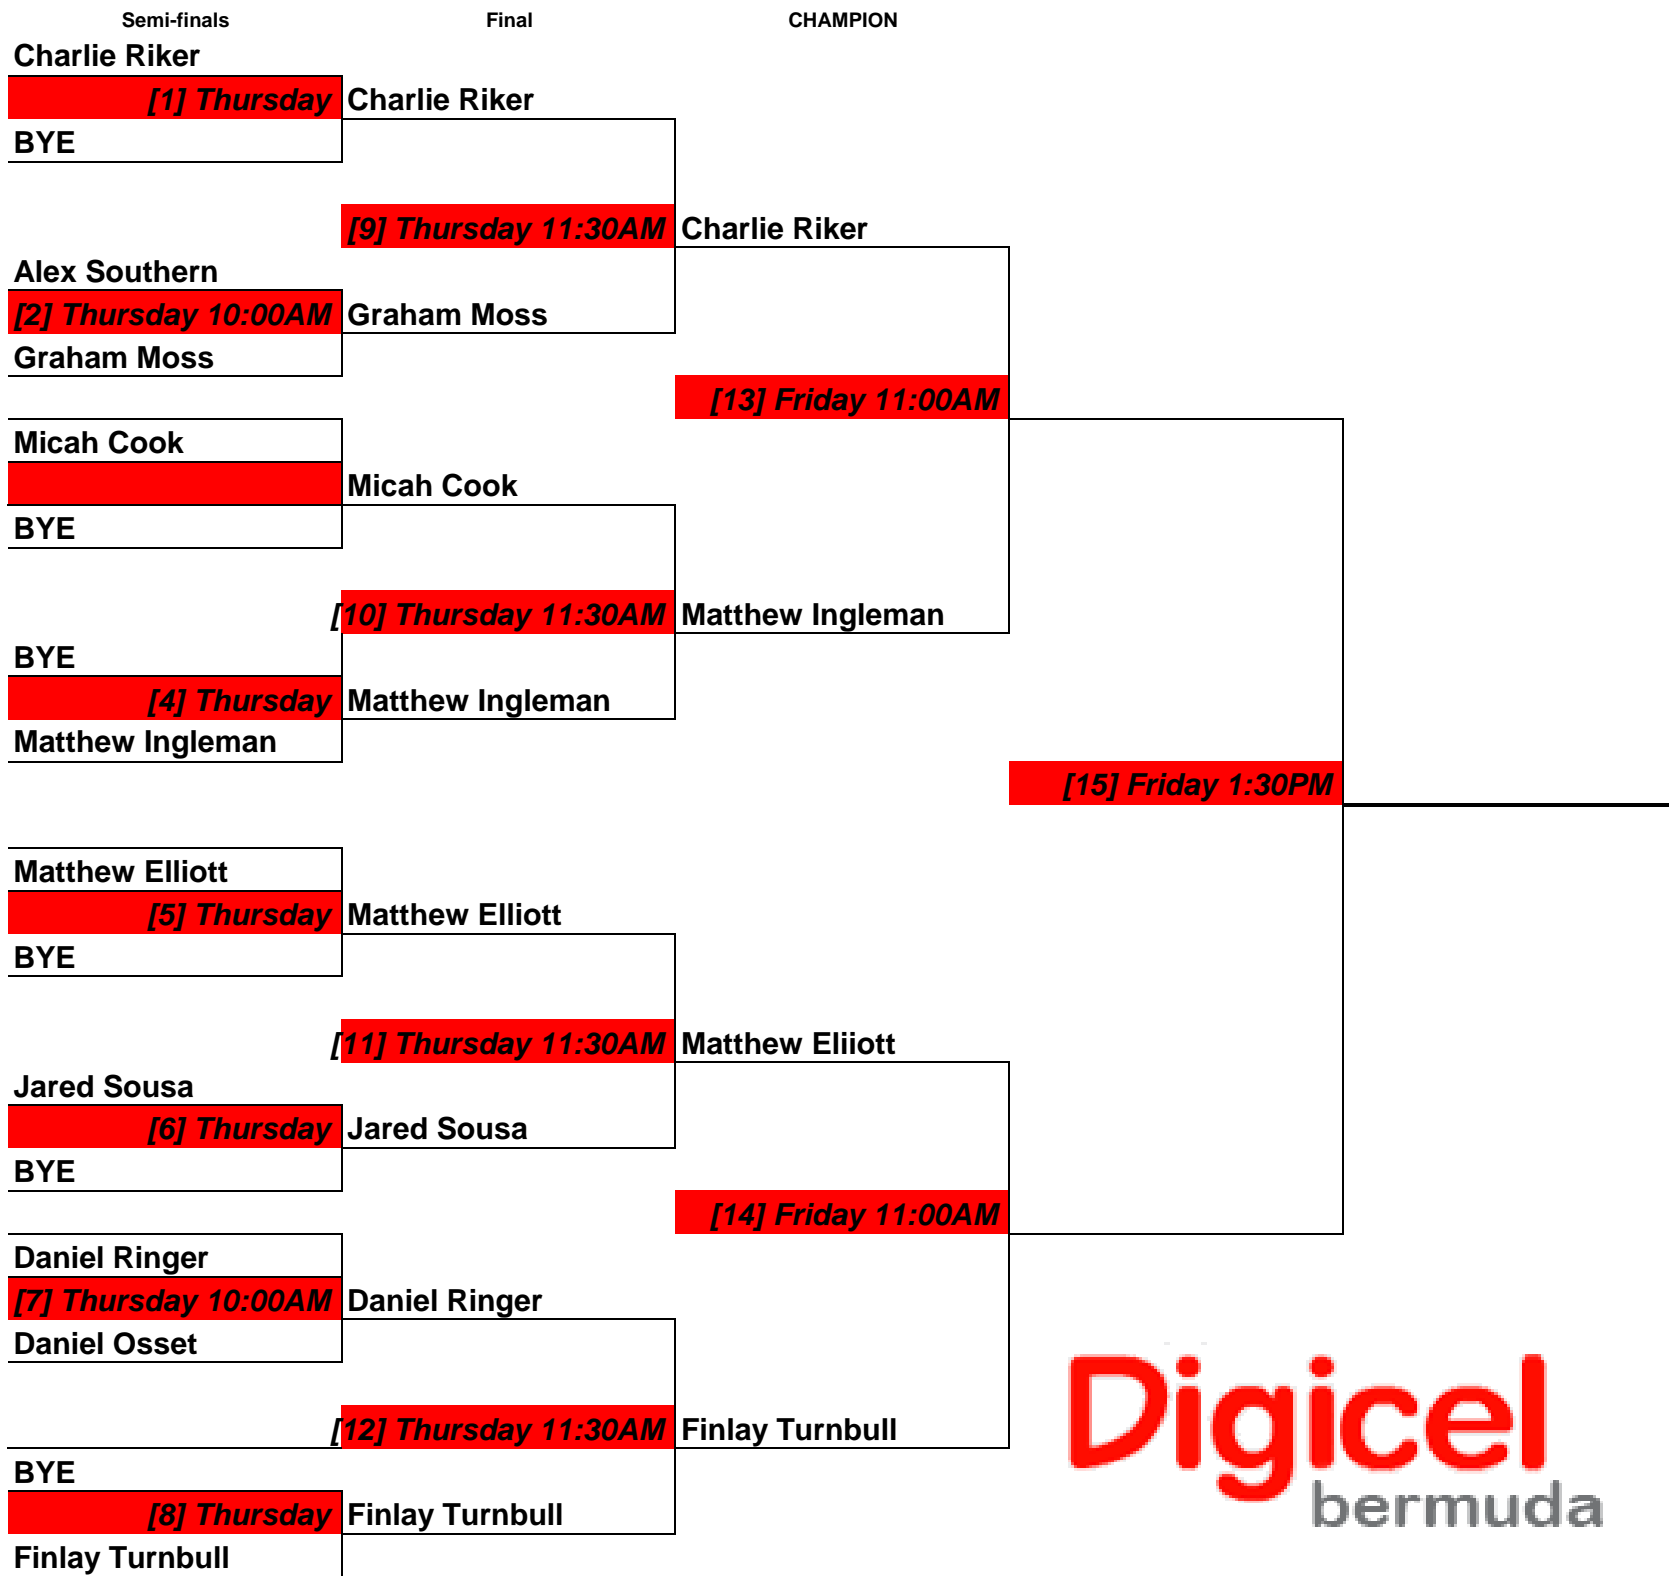 Semi-finals Final CHAMPION
Charlie Riker
[1] Thursday Charlie Riker
BYE
[9] Thursday 11:30AM Charlie Riker
Alex Southern
[2] Thursday 10:00AM Graham Moss
Graham Moss
[13] Friday 11:00AM
Micah Cook
Micah Cook
BYE
[10] Thursday 11:30AM Matthew Ingleman
BYE
[4] Thursday Matthew Ingleman
Matthew Ingleman
[15] Friday 1:30PM
Matthew Elliott
[5] Thursday Matthew Elliott
BYE
[11] Thursday 11:30AM Matthew Eliiott
Jared Sousa
[6] Thursday Jared Sousa
BYE
[14] Friday 11:00AM
Daniel Ringer
[7] Thursday 10:00AM Daniel Ringer
Daniel Osset
[12] Thursday 11:30AM Finlay Turnbull
BYE
[8] Thursday Finlay Turnbull
Finlay Turnbull
Digicel
bermuda